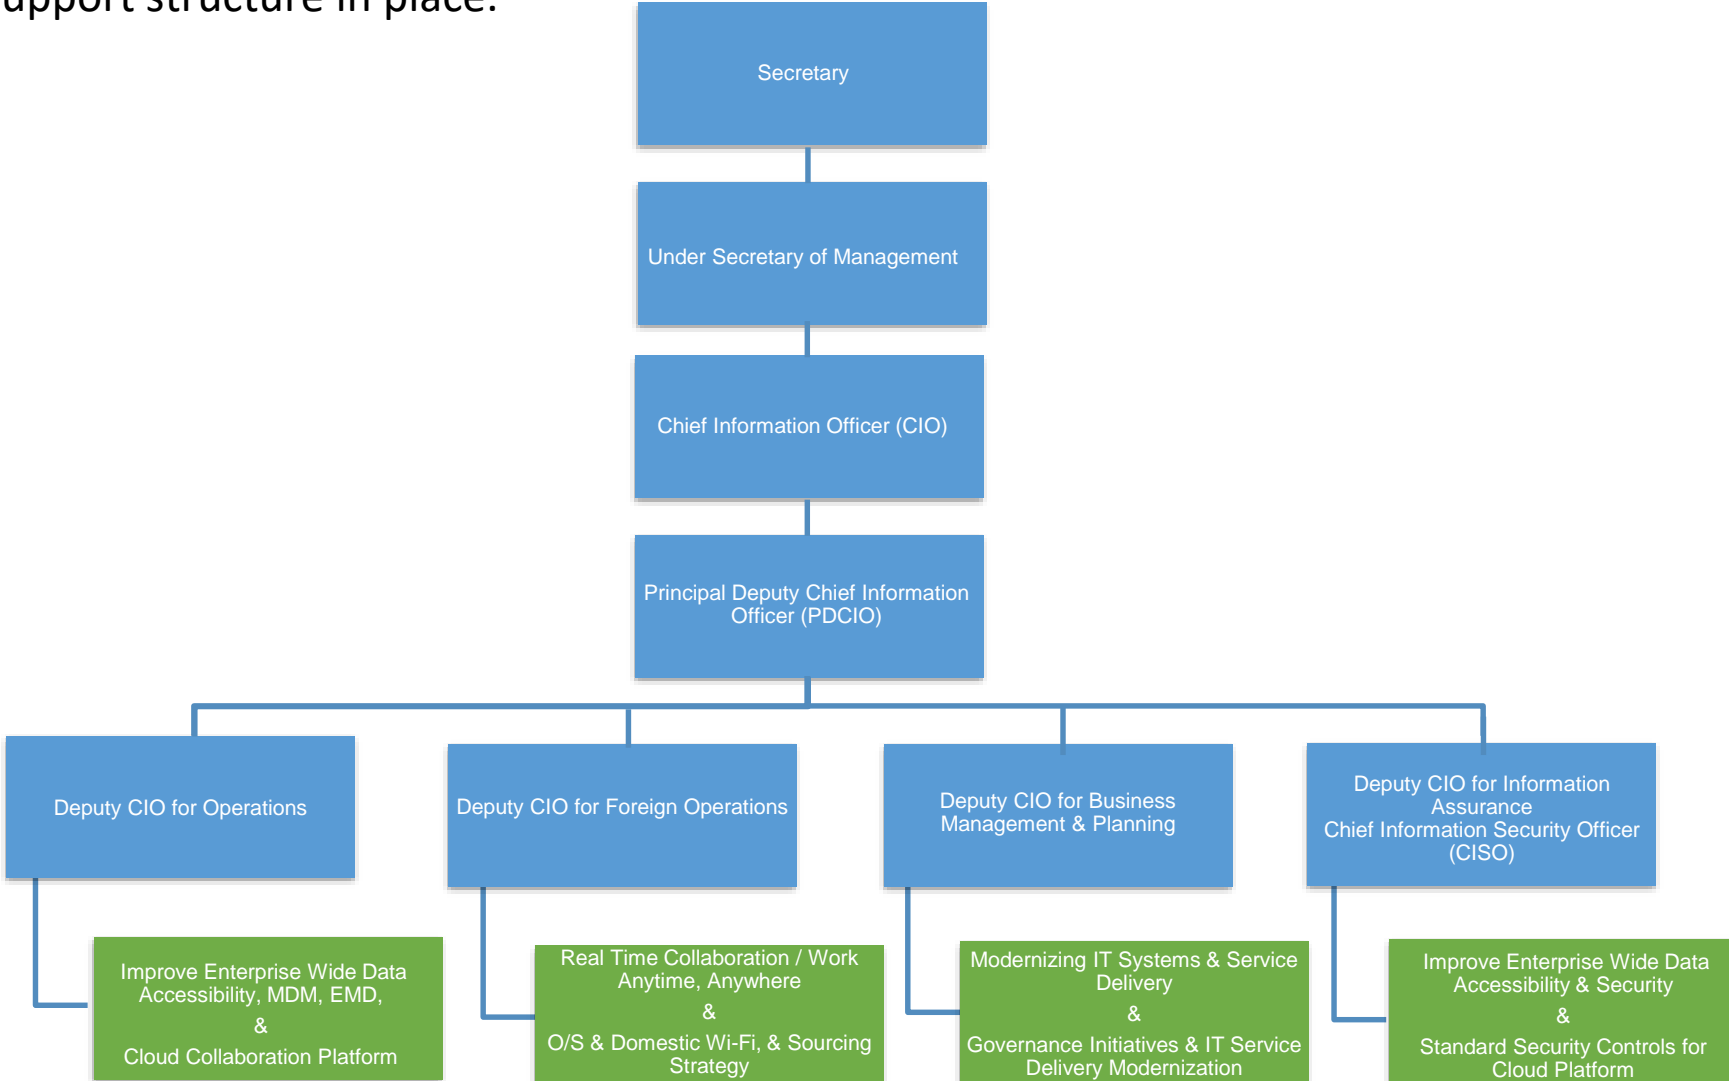 upport structure in place.
Secretary
Under Secretary of Management
Chief Information Officer (CIO)
Principal Deputy Chief Information
Officer (PDCIO)
Deputy CIO for Operations
Deputy CIO for Foreign Operations
Deputy CIO for Business
Management & Planning
Deputy CIO for Information
Assurance
Chief Information Security Officer
(CISO)
Improve Enterprise Wide Data
Accessibility, MDM, EMD,
&
Cloud Collaboration Platform
Real Time Collaboration / Work
Anytime, Anywhere
&
O/S & Domestic Wi-Fi, & Sourcing
Strategy
Modernizing IT Systems & Service
Delivery
&
Governance Initiatives & IT Service
Delivery Modernization
Improve Enterprise Wide Data
Accessibility & Security
&
Standard Security Controls for
Cloud Platform